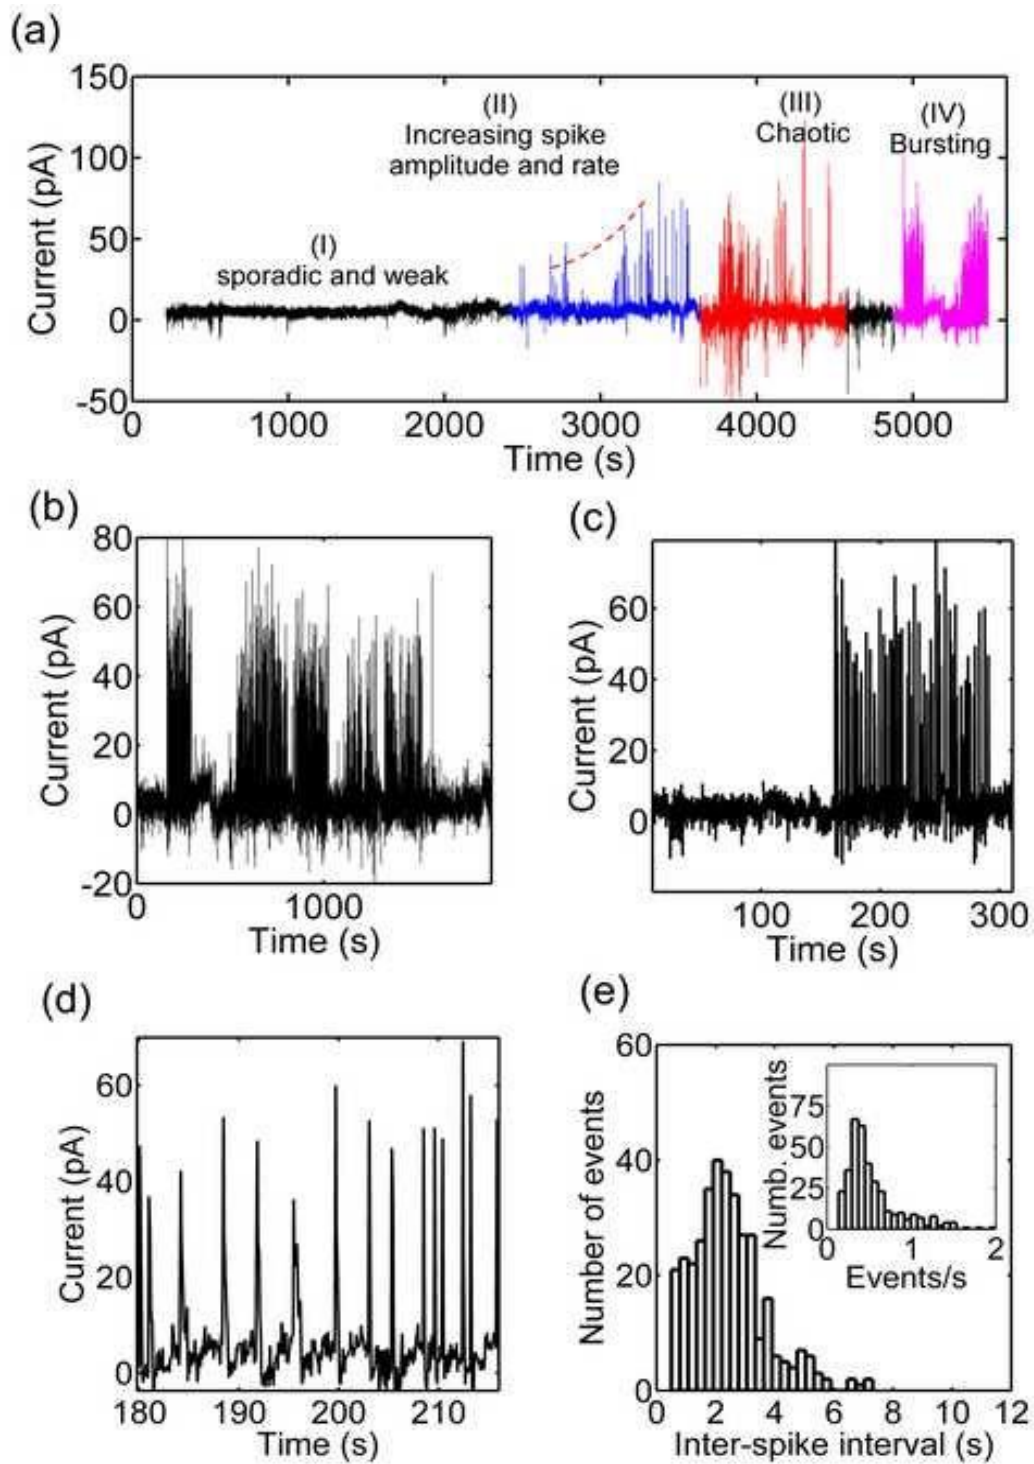 (a)
150
100
50
0
-50
Current (pA)
(I)
sporadic and weak
(II)
Increasing spike
amplitude and rate
(III)
Chaotic
(IV)
Bursting
0 1000 2000 3000 4000 5000
Time (s)
(b)
80
60
40
20
0
-20
Current (pA)
0 1000
Time (s)
(c)
60
40
20
0
Current (pA)
100 200 300
Time (s)
(d)
60
40
20
0
Current (pA)
180 190 200 210
Time (s)
(e)
60
40
20
0
Number of events
0 2 4 6 8 10 12
Inter-spike interval (s)
75
50
25
0
Numb. events
0 1 2
Events/s